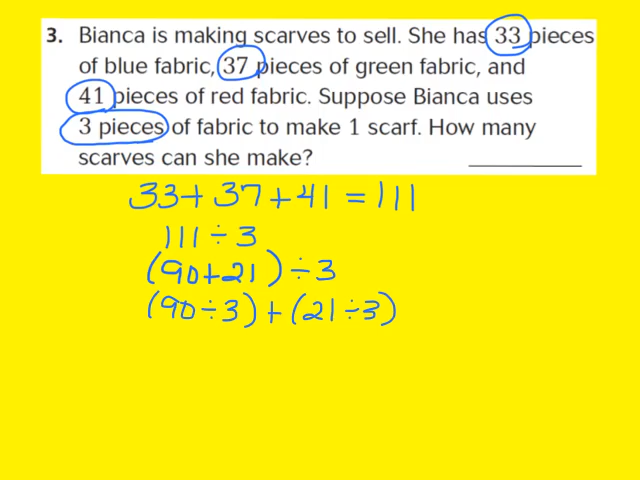 3. Bianca is making scarves to sell. She has 33 pieces
of blue fabric, 37 pieces of green fabric, and
41 pieces of red fabric. Suppose Bianca uses
3 pieces of fabric to make 1 scarf. How many
scarves can she make?
33 + 37 + 41 = 111
111 ÷ 3
(90 + 21) ÷ 3
(90 ÷ 3) + (21 ÷ 3)